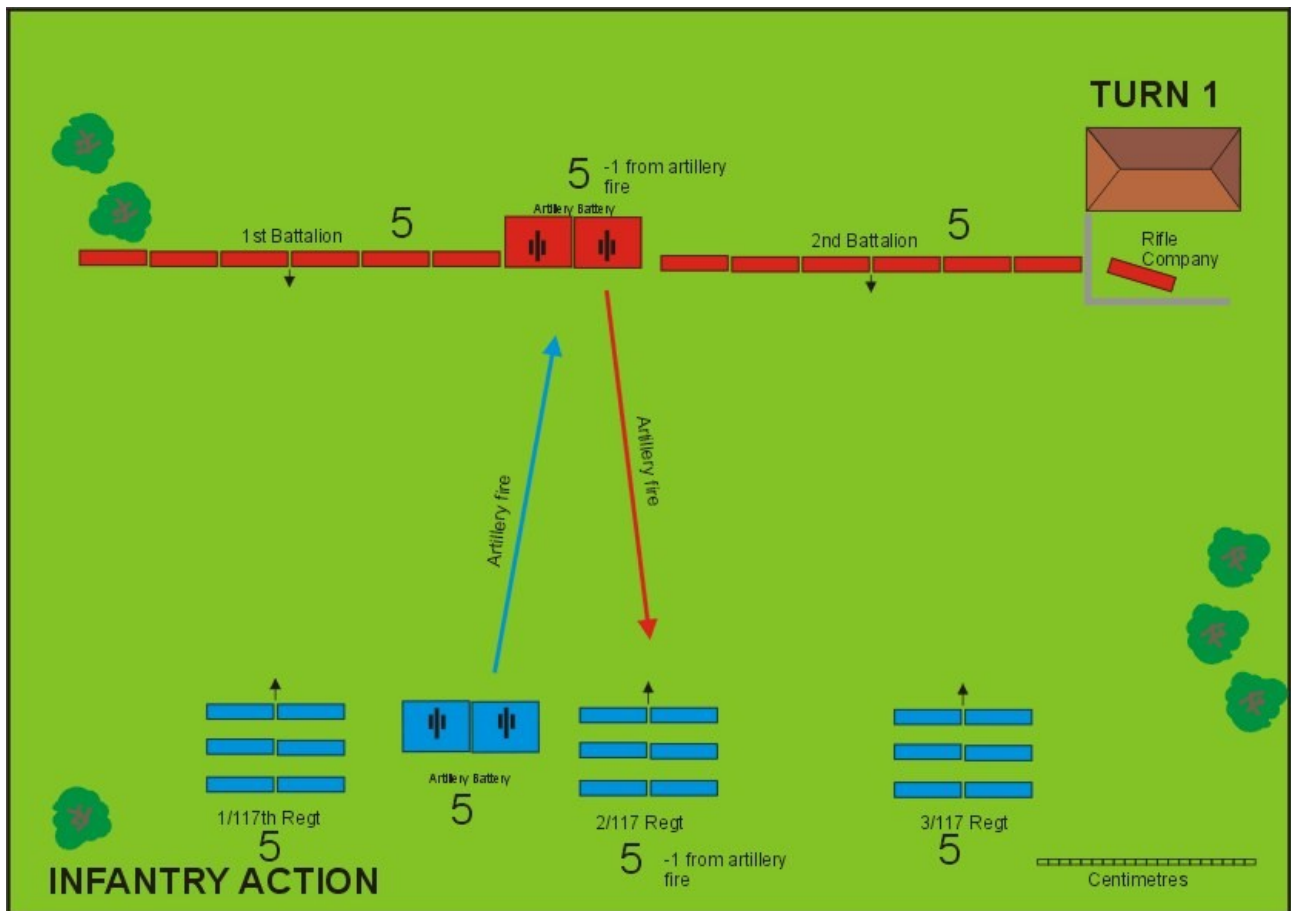 TURN 1
5 -1 from artillery
fire
Artillery Battery
1st Battalion 5
2nd Battalion 5
Rifle
Company
Artillery fire
Artillery fire
Artillery Battery
5
1/117th Regt
5
2/117 Regt
5 -1 from artillery
fire
3/117 Regt
5
INFANTRY ACTION
Centimetres